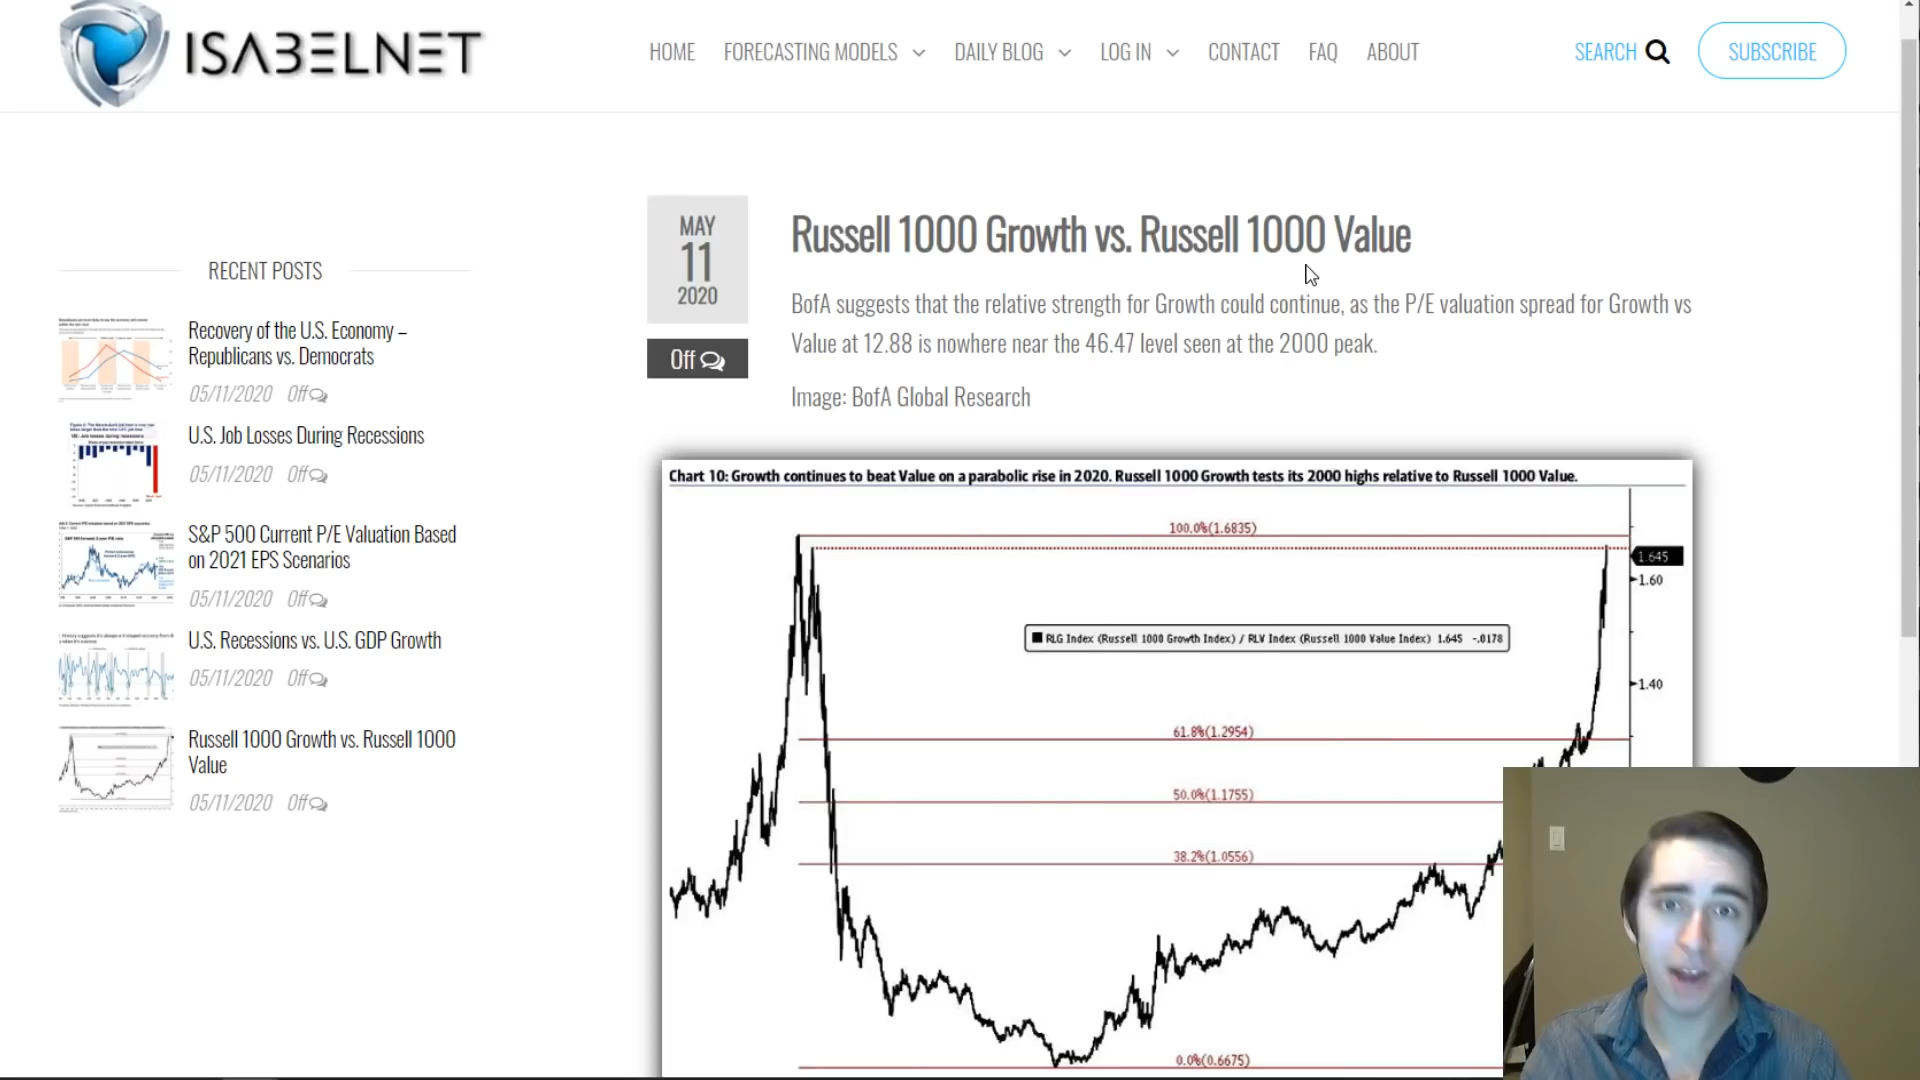 ISABELNET
HOME FORECASTING MODELS DAILY BLOG LOG IN CONTACT FAQ ABOUT
SEARCH SUBSCRIBE
RECENT POSTS
Recovery of the U.S. Economy –
Republicans vs. Democrats
05/11/2020 Off
U.S. Job Losses During Recessions
05/11/2020 Off
S&P 500 Current P/E Valuation Based
on 2021 EPS Scenarios
05/11/2020 Off
U.S. Recessions vs. U.S. GDP Growth
05/11/2020 Off
Russell 1000 Growth vs. Russell 1000
Value
05/11/2020 Off
MAY
11
2020
Off
Russell 1000 Growth vs. Russell 1000 Value
BofA suggests that the relative strength for Growth could continue, as the P/E valuation spread for Growth vs
Value at 12.88 is nowhere near the 46.47 level seen at the 2000 peak.
Image: BofA Global Research
Chart 10: Growth continues to beat Value on a parabolic rise in 2020. Russell 1000 Growth tests its 2000 highs relative to Russell 1000 Value.
100.0%(1.6835)
1.645
1.60
RLG Index (Russell 1000 Growth Index) / RLV Index (Russell 1000 Value Index) 1.645 -.0178
1.40
61.8%(1.2954)
50.0%(1.1755)
38.2%(1.0556)
0.0%(0.6675)